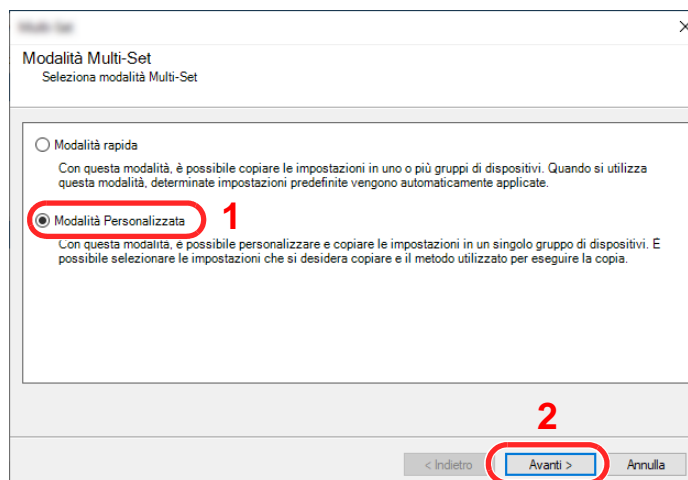 Modalità Multi-Set
Seleziona modalità Multi-Set
Modalità rapida
Con questa modalità, è possibile copiare le impostazioni in uno o più gruppi di dispositivi. Quando si utilizza
questa modalità, determinate impostazioni predefinite vengono automaticamente applicate.
Modalità Personalizzata 1
Con questa modalità, è possibile personalizzare e copiare le impostazioni in un singolo gruppo di dispositivi. È
possibile selezionare le impostazioni che si desidera copiare e il metodo utilizzato per eseguire la copia.
2
< Indietro Avanti > Annulla